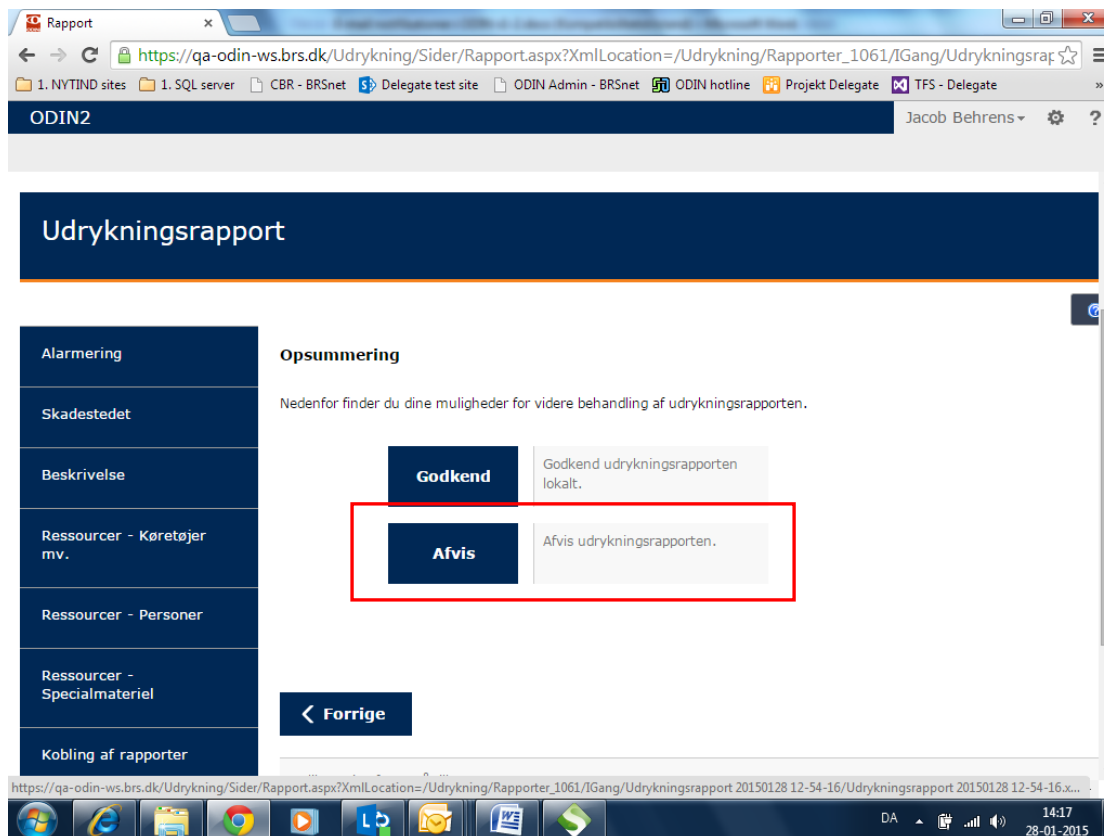 Rapport
https://qa-odin-ws.brs.dk/Udrykning/Sider/Rapport.aspx?XmlLocation=/Udrykning/Rapporter_1061/IGang/Udrykningsrap
1. NYTIND sites 1. SQL server CBR - BRSnet Delegate test site ODIN Admin - BRSnet ODIN hotline Projekt Delegate TFS - Delegate »
ODIN2 Jacob Behrens ?
Udrykningsrapport
Alarmering
Skadestedet
Beskrivelse
Ressourcer - Køretøjer
mv.
Ressourcer - Personer
Ressourcer -
Specialmateriel
Kobling af rapporter
Opsummering
Nedenfor finder du dine muligheder for videre behandling af udrykningsrapporten.
Godkend
Godkend udrykningsrapporten
lokalt.
Afvis
Afvis udrykningsrapporten.
Forrige
https://qa-odin-ws.brs.dk/Udrykning/Sider/Rapport.aspx?XmlLocation=/Udrykning/Rapporter_1061/IGang/Udrykningsrapport 20150128 12-54-16/Udrykningsrapport 20150128 12-54-16.x...
DA 14:17
28-01-2015